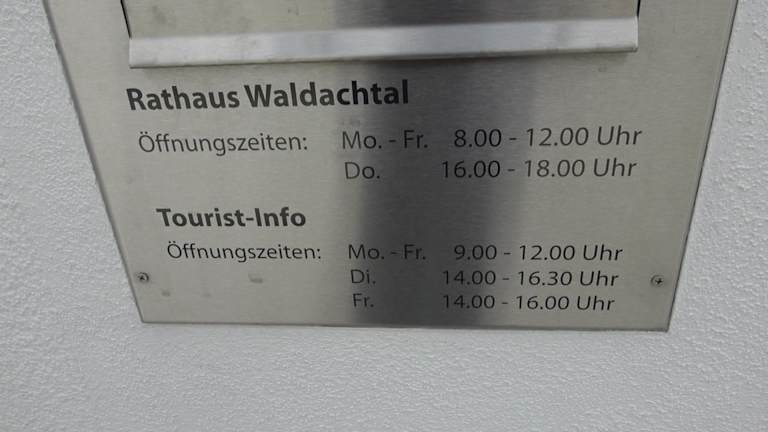 Rathaus Waldachtal
Öffnungszeiten: Mo. - Fr. 8.00 - 12.00 Uhr
Do. 16.00 - 18.00 Uhr
Tourist-Info
Öffnungszeiten: Mo. - Fr. 9.00 - 12.00 Uhr
Di. 14.00 - 16.30 Uhr
Fr. 14.00 - 16.00 Uhr